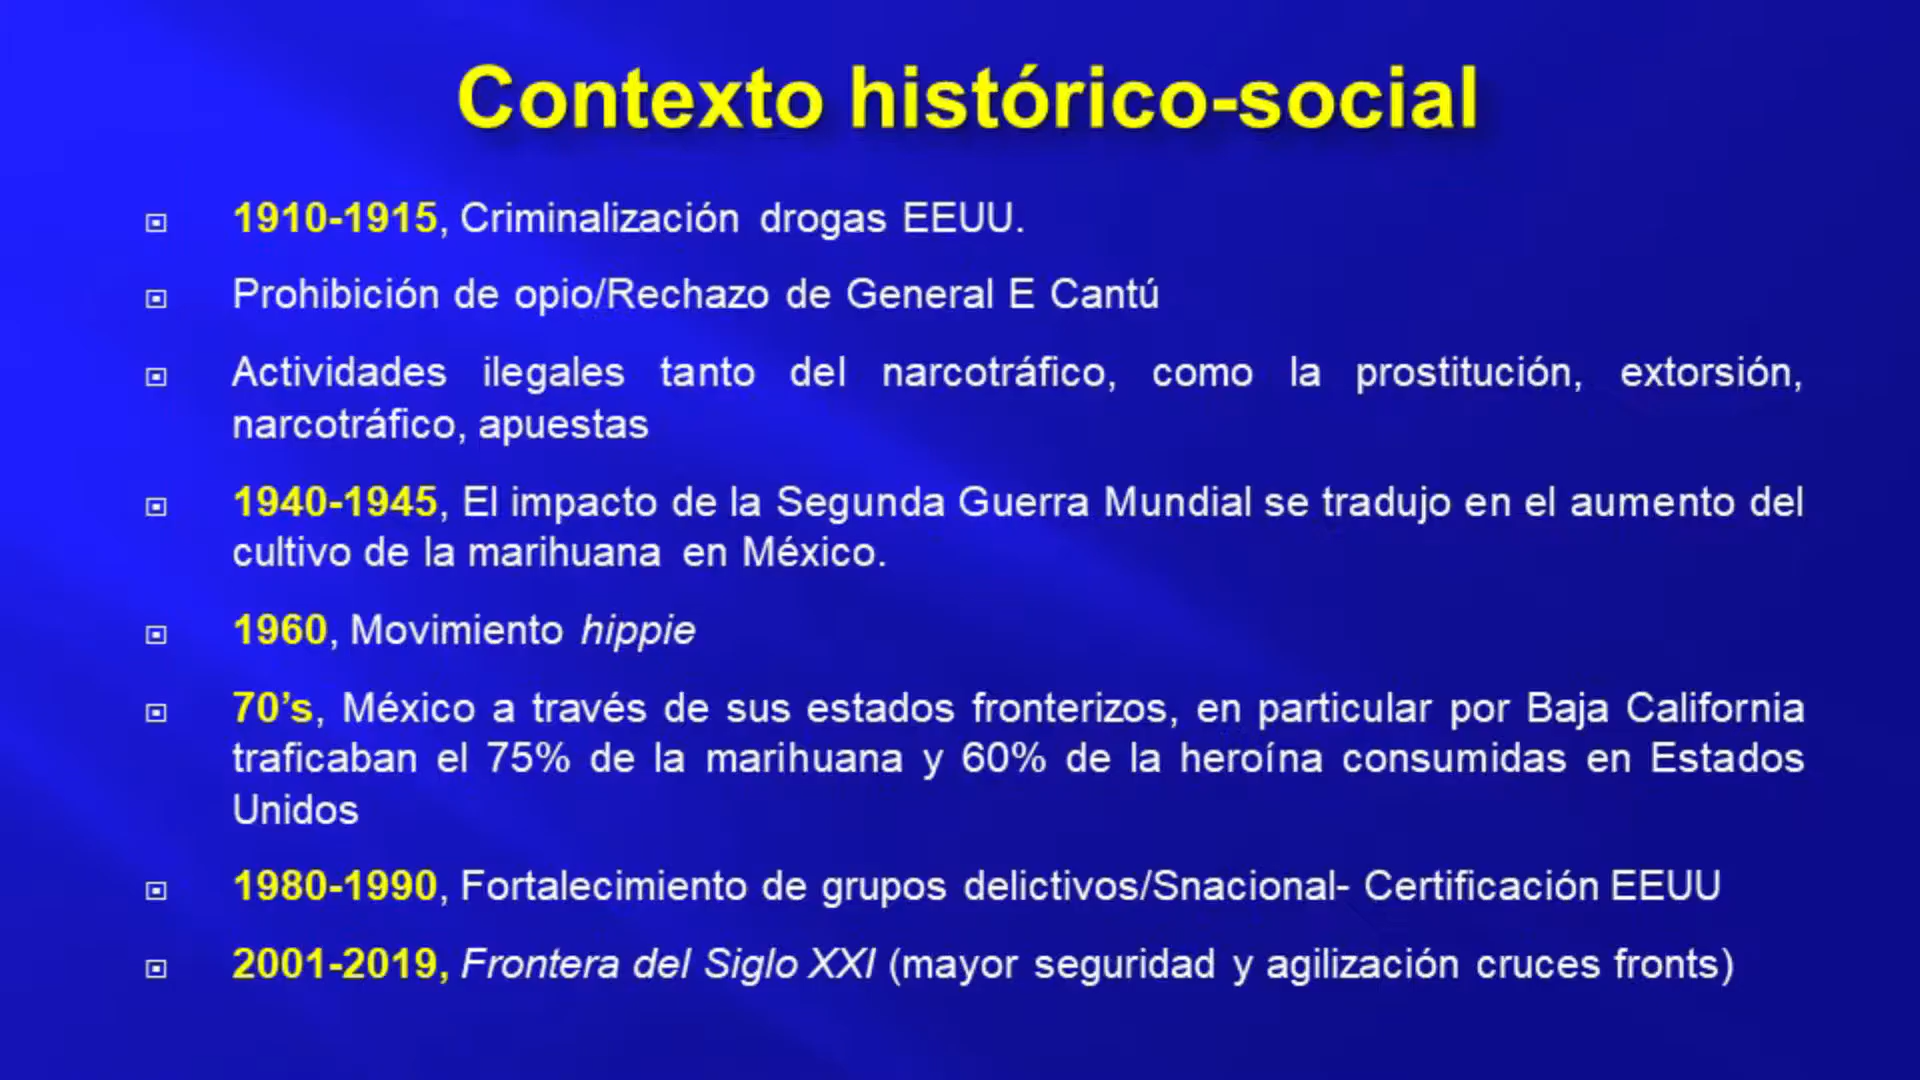 Contexto histórico-social
1910-1915, Criminalización drogas EEUU.
Prohibición de opio/Rechazo de General E Cantú
Actividades ilegales tanto del narcotráfico, como la prostitución, extorsión,
narcotráfico, apuestas
1940-1945, El impacto de la Segunda Guerra Mundial se tradujo en el aumento del
cultivo de la marihuana en México.
1960, Movimiento hippie
70’s, México a través de sus estados fronterizos, en particular por Baja California
traficaban el 75% de la marihuana y 60% de la heroína consumidas en Estados
Unidos
1980-1990, Fortalecimiento de grupos delictivos/Snacional- Certificación EEUU
2001-2019, Frontera del Siglo XXI (mayor seguridad y agilización cruces fronts)